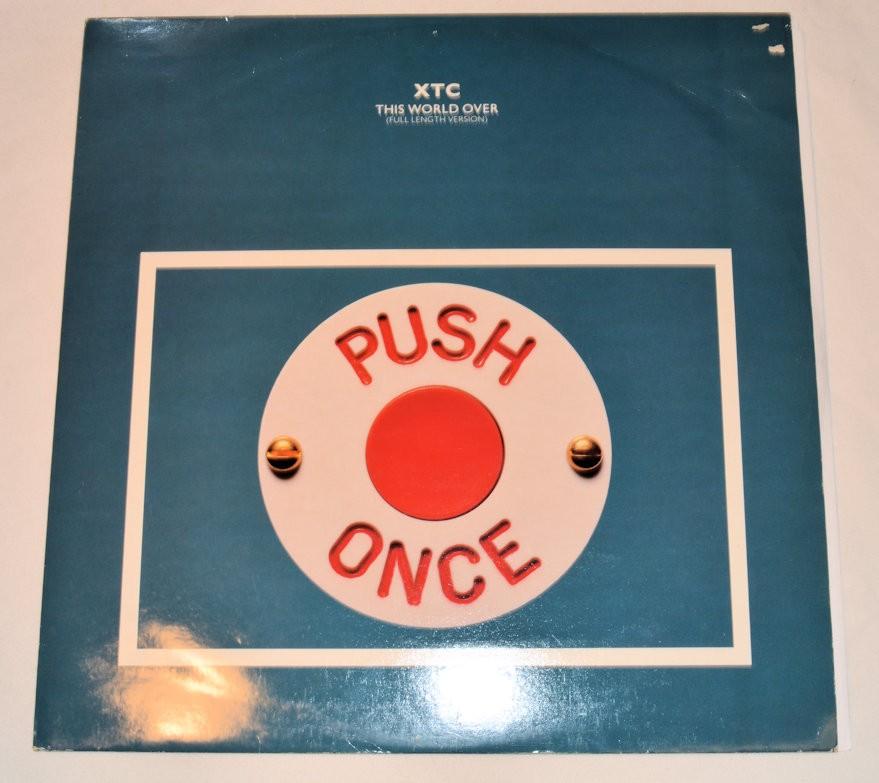 XTC
THIS WORLD OVER
(FULL LENGTH VERSION)
PUSH
ONCE